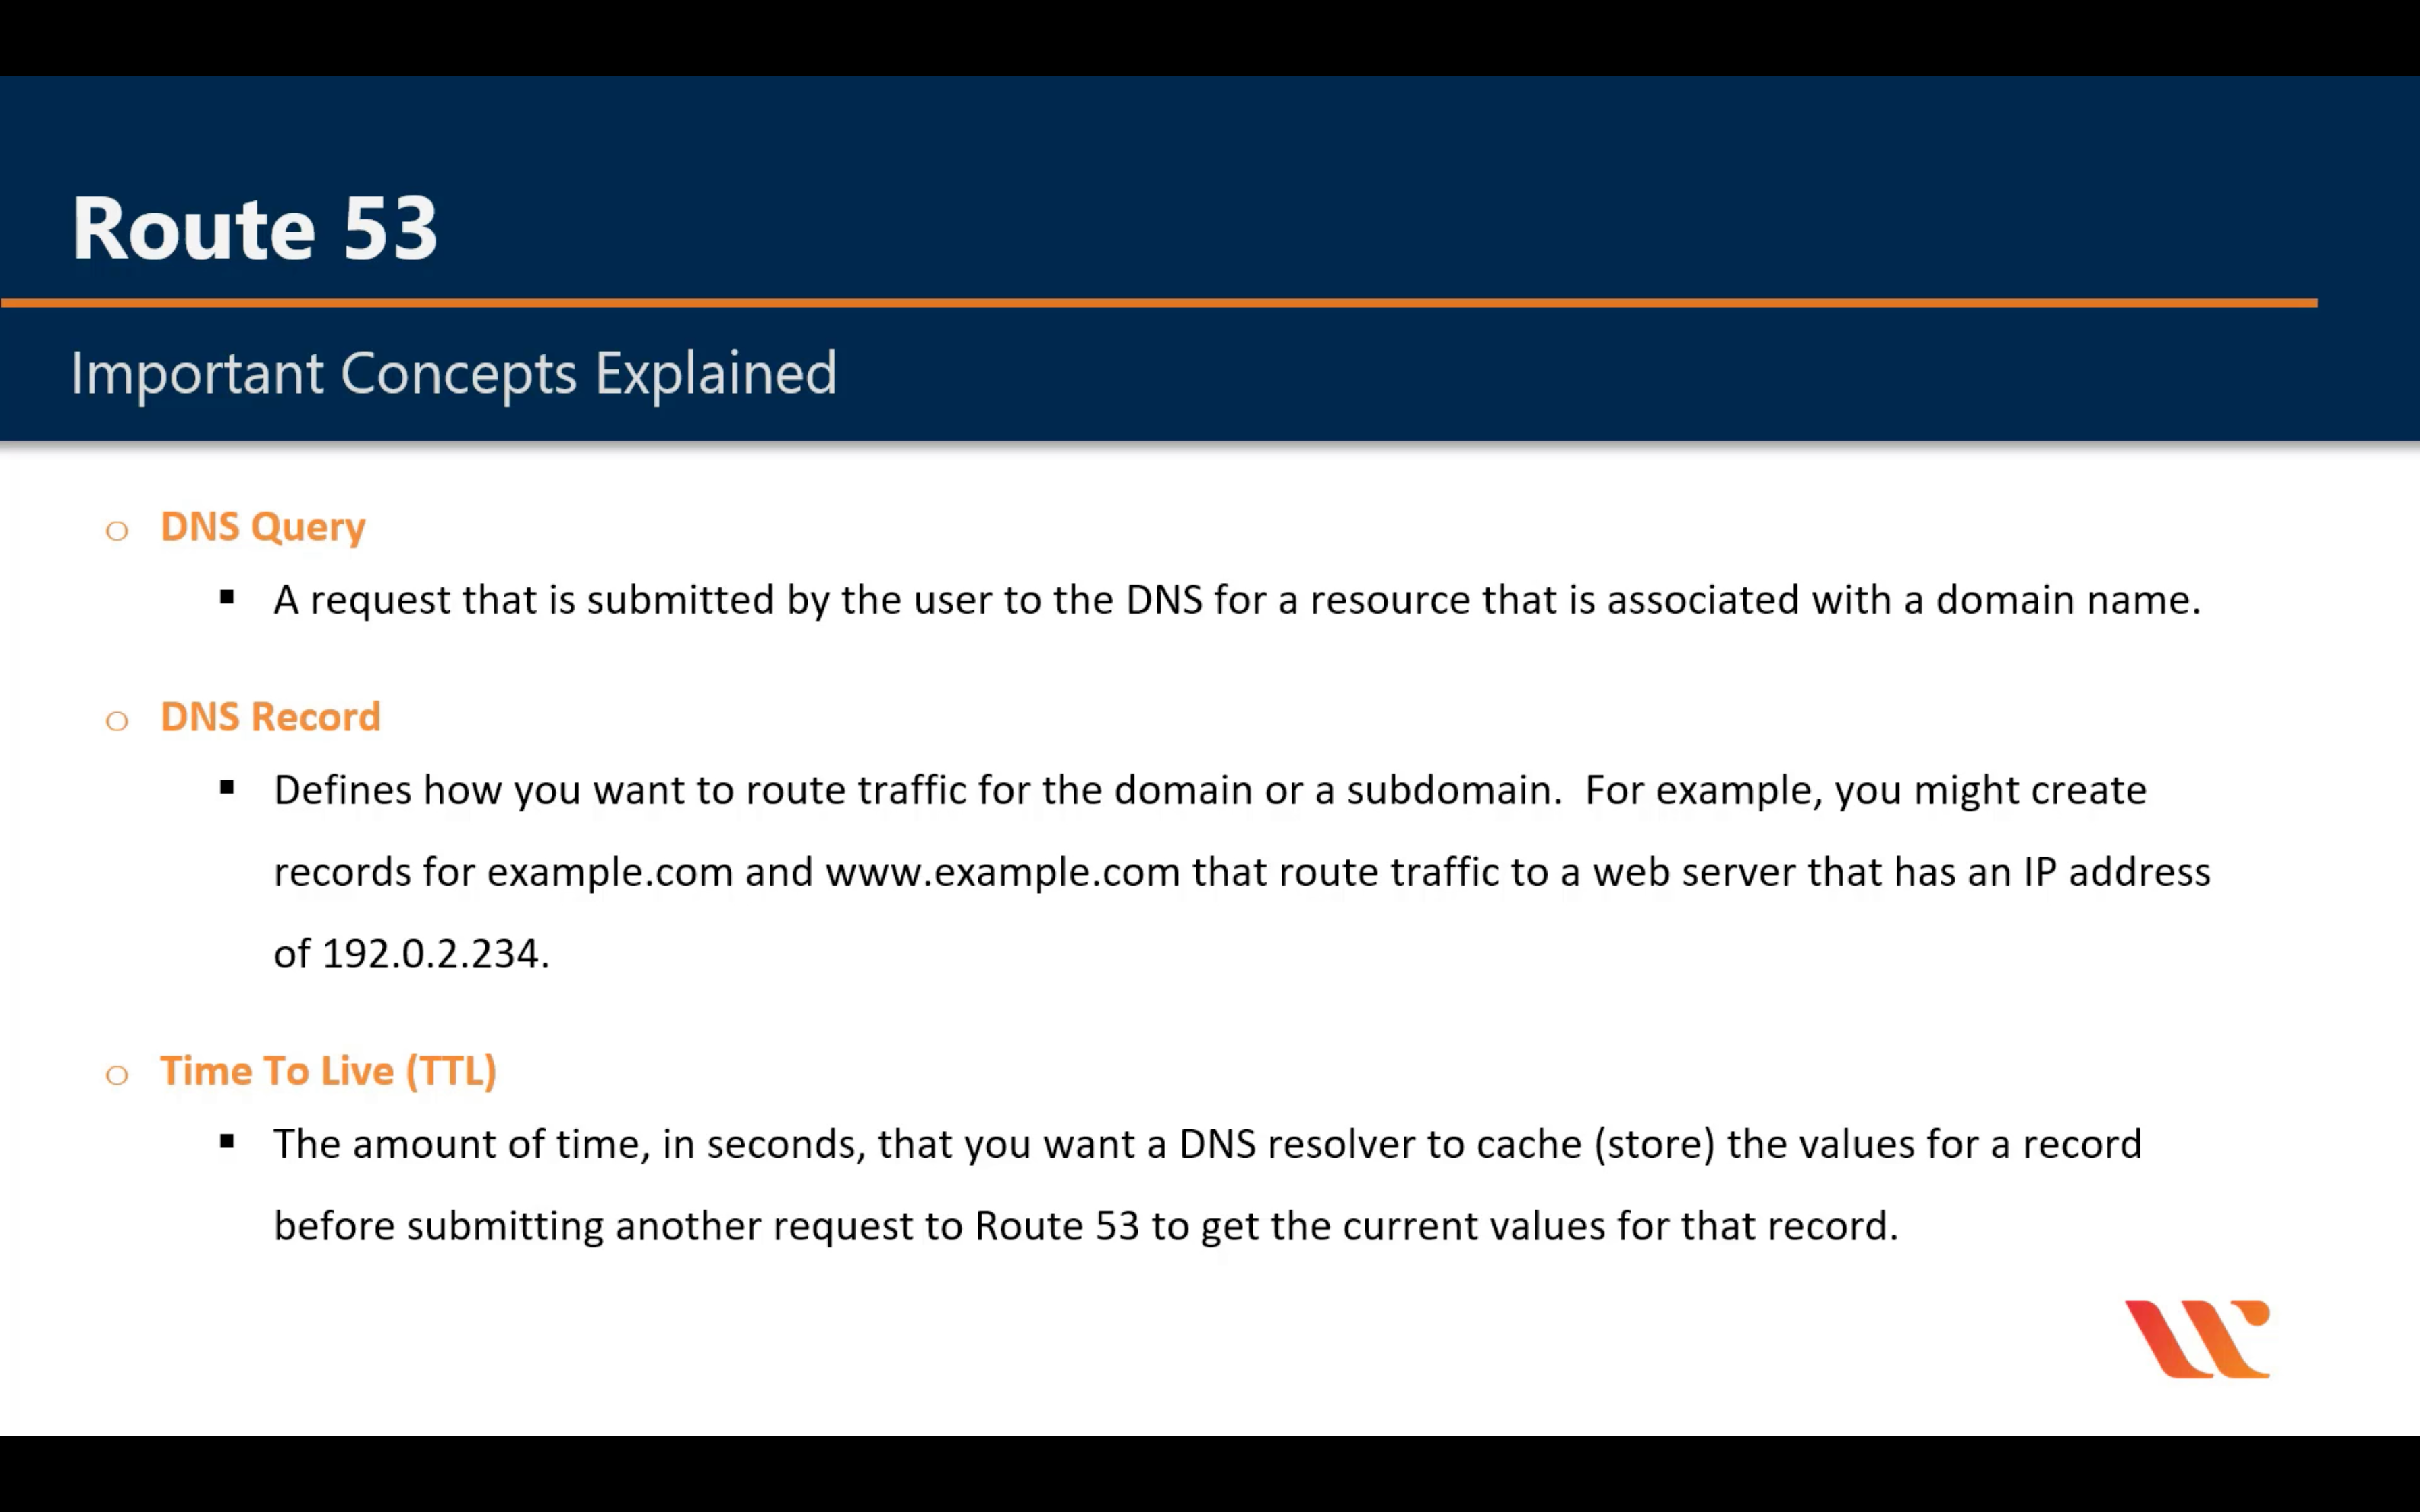 Route 53
Important Concepts Explained
o DNS Query
▪ A request that is submitted by the user to the DNS for a resource that is associated with a domain name.
o DNS Record
▪ Defines how you want to route traffic for the domain or a subdomain.  For example, you might create
records for example.com and www.example.com that route traffic to a web server that has an IP address
of 192.0.2.234.
o Time To Live (TTL)
▪ The amount of time, in seconds, that you want a DNS resolver to cache (store) the values for a record
before submitting another request to Route 53 to get the current values for that record.